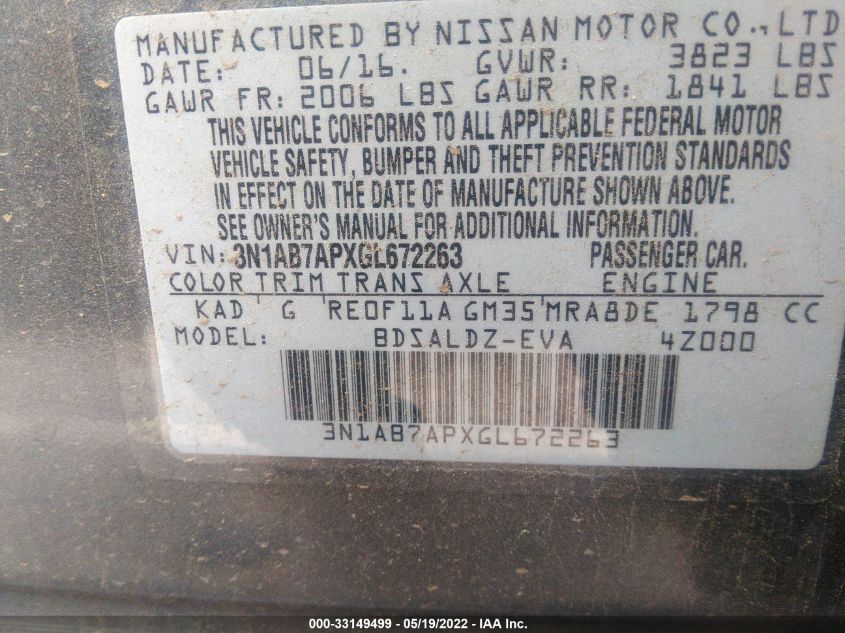 MANUFACTURED BY NISSAN MOTOR CO., LTD
DATE: 06/16. GVWR: 3823 LBS
GAWR FR: 2006 LBS GAWR RR: 1841 LBS
THIS VEHICLE CONFORMS TO ALL APPLICABLE FEDERAL MOTOR
VEHICLE SAFETY, BUMPER AND THEFT PREVENTION STANDARDS
IN EFFECT ON THE DATE OF MANUFACTURE SHOWN ABOVE.
SEE OWNER'S MANUAL FOR ADDITIONAL INFORMATION.
VIN: 3N1AB7APXGL672263 PASSENGER CAR.
COLOR TRIM TRANS AXLE ENGINE
KAD G RE0F11A GM35 MRA8DE 1798 CC
MODEL: BDSALDZ-EVA 4Z000
3N1AB7APXGL672263
000-33149499 - 05/19/2022 - IAA Inc.